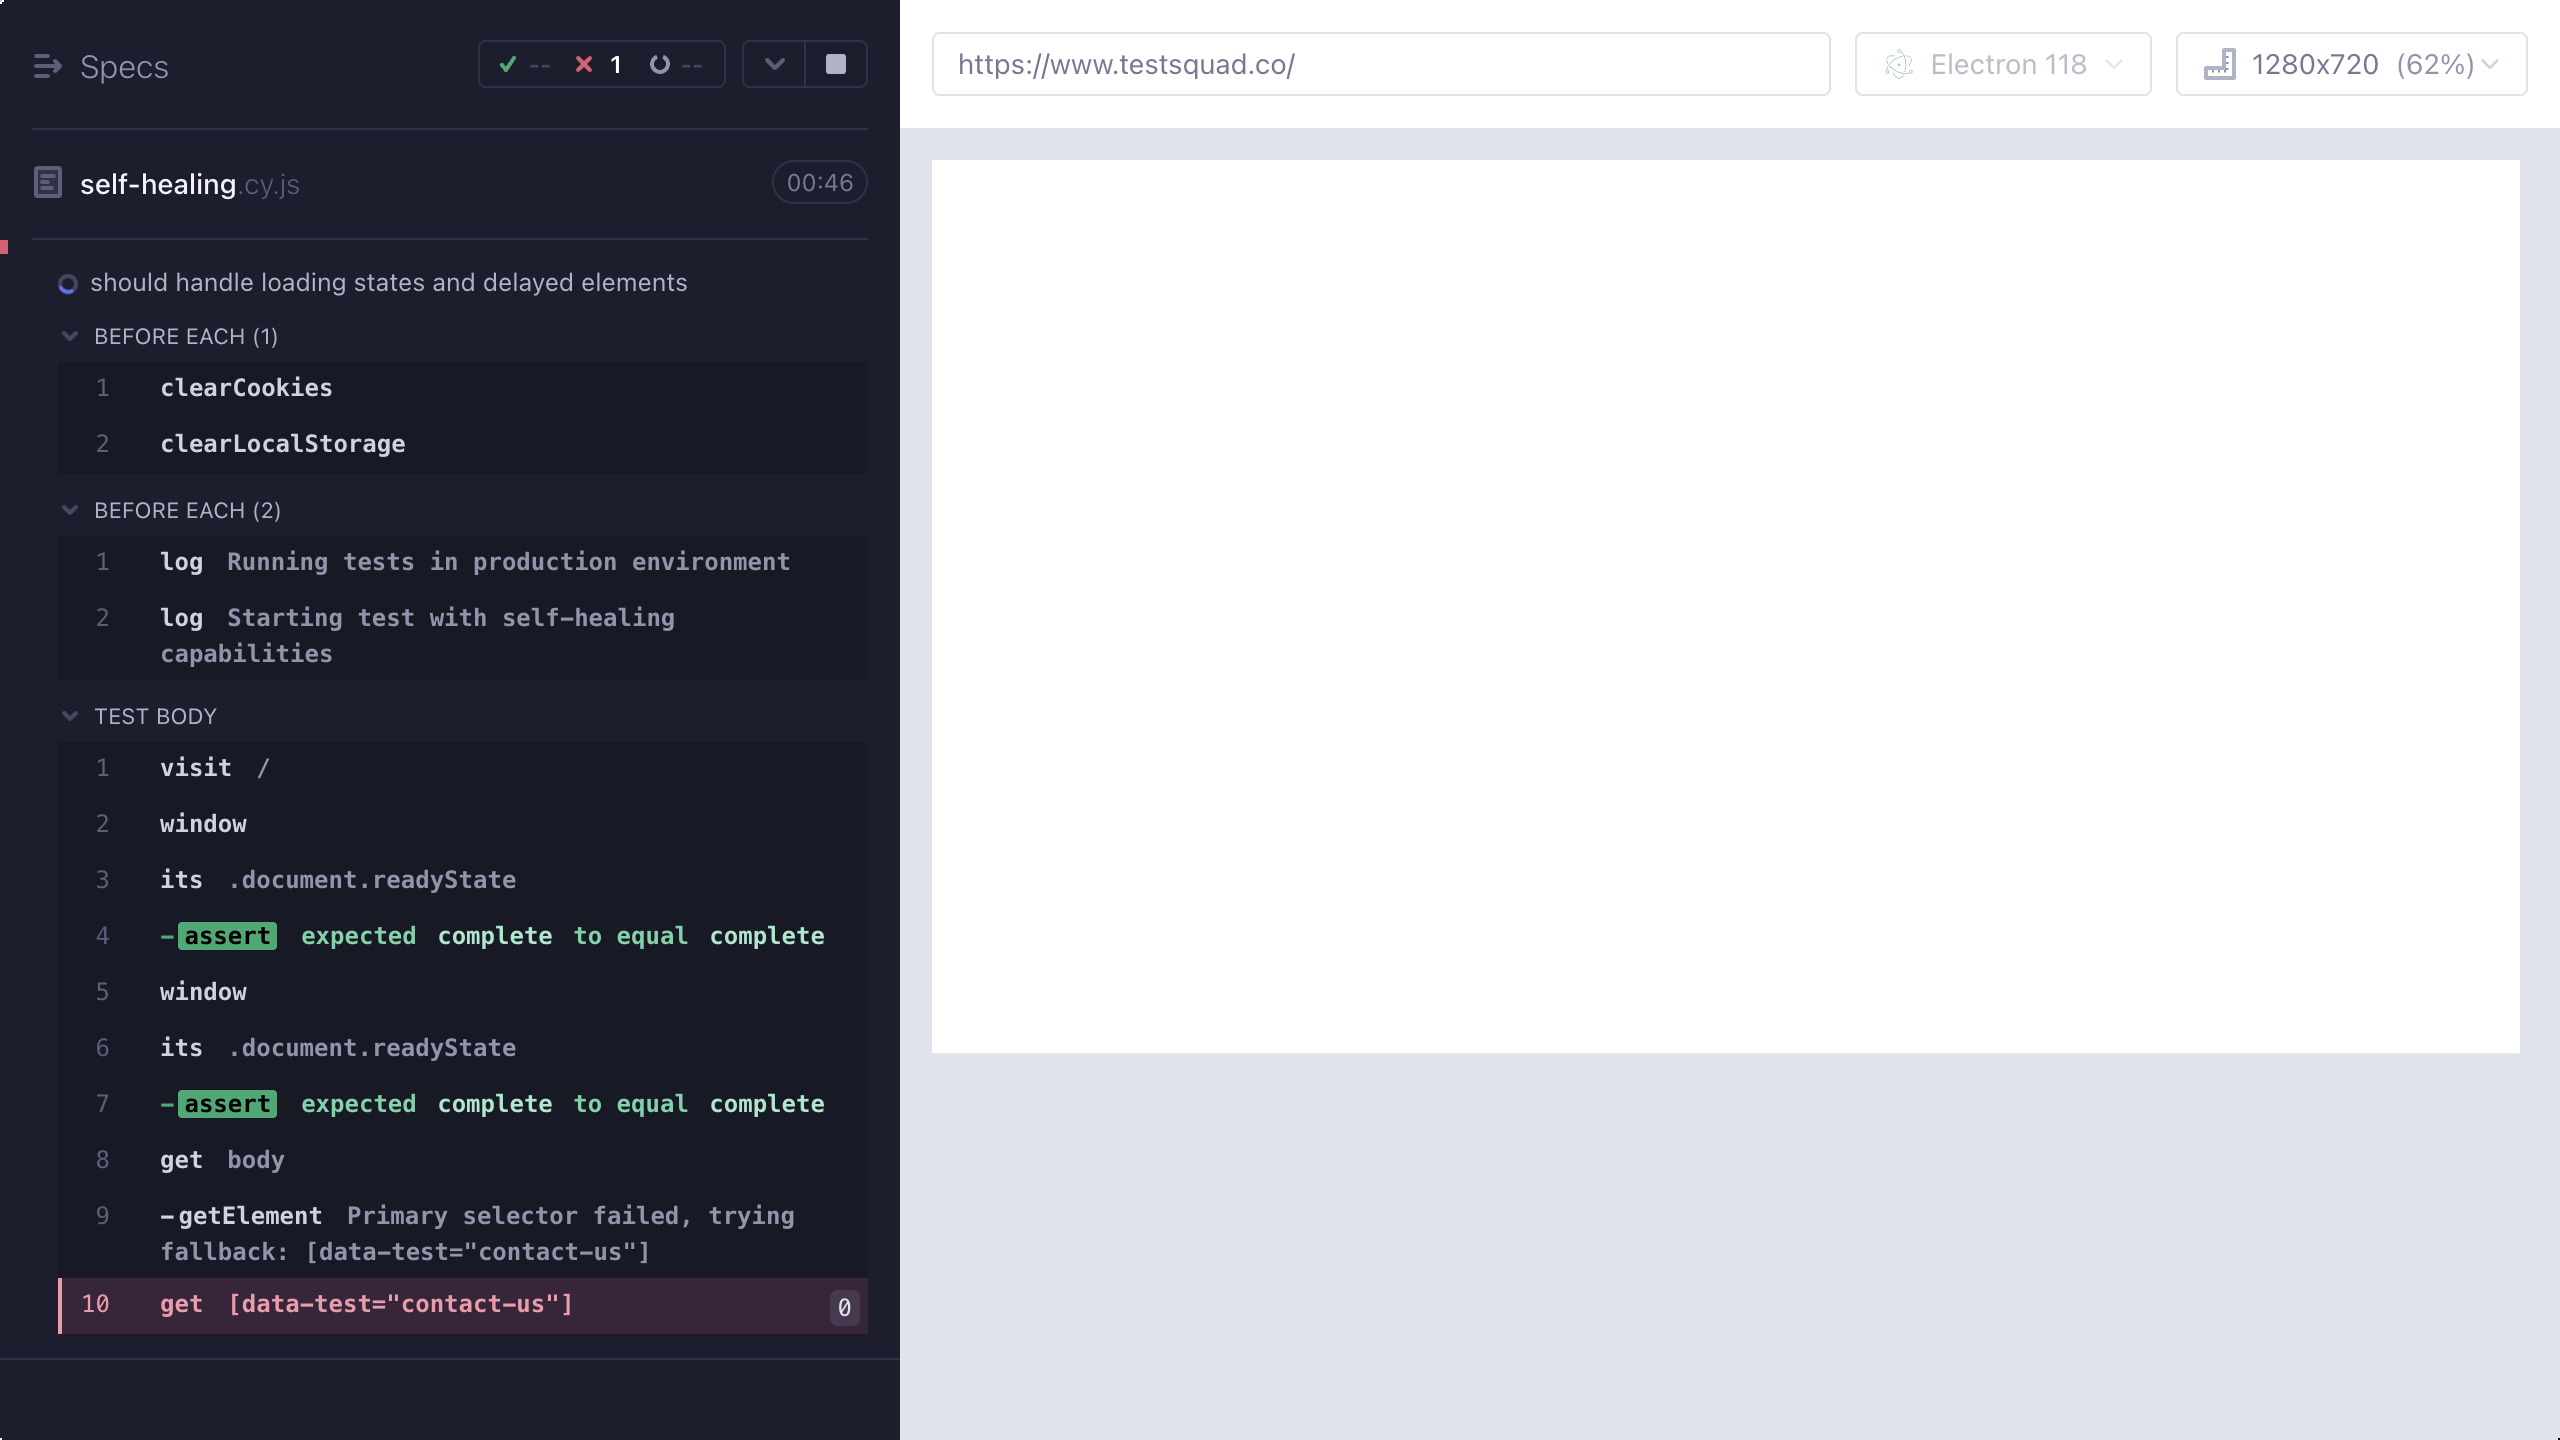 Specs
-- 1 --
self-healing.cy.js
00:46
should handle loading states and delayed elements
BEFORE EACH (1)
1 clearCookies
2 clearLocalStorage
BEFORE EACH (2)
1 log Running tests in production environment
2 log Starting test with self-healing
capabilities
TEST BODY
1 visit /
2 window
3 its .document.readyState
4 -assert expected complete to equal complete
5 window
6 its .document.readyState
7 -assert expected complete to equal complete
8 get body
9 -getElement Primary selector failed, trying
fallback: [data-test="contact-us"]
10 get [data-test="contact-us"] 0
https://www.testsquad.co/
Electron 118
1280x720 (62%)